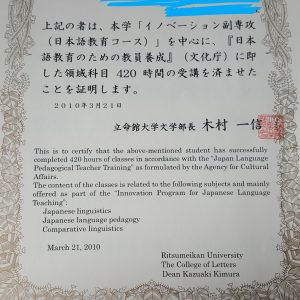 上記の者は、本学「イノベーション副専攻
(日本語教育コース)」を中心に、『日本
語教育のための教員養成』(文化庁)に即
した領域科目 420 時間の受講を済ませたこ
とを証明します。
2010年3月21日
立命館大学文学部長 木村 一信
This is to certify that the above-mentioned student has successfully
completed 420 hours of classes in accordance with the "Japan Language
Pedagogical Teacher Training" as formulated by the Agency for Cultural
Affairs.
The content of the classes is related to the following subjects and mainly
offered as part of the "Innovation Program for Japanese Language
Teaching":
Japanese linguistics
Japanese language pedagogy
Comparative linguistics
March 21, 2010
Ritsumeikan University
The College of Letters
Dean Kazuaki Kimura